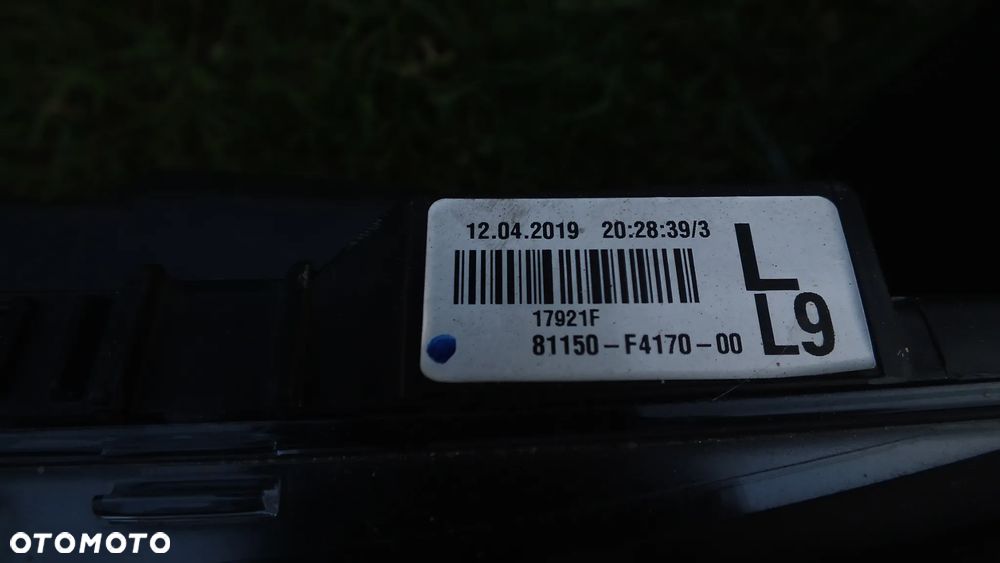 12.04.2019 20:28:39/3
L
17921F
81150-F4170-00
L9
OTOMOTO